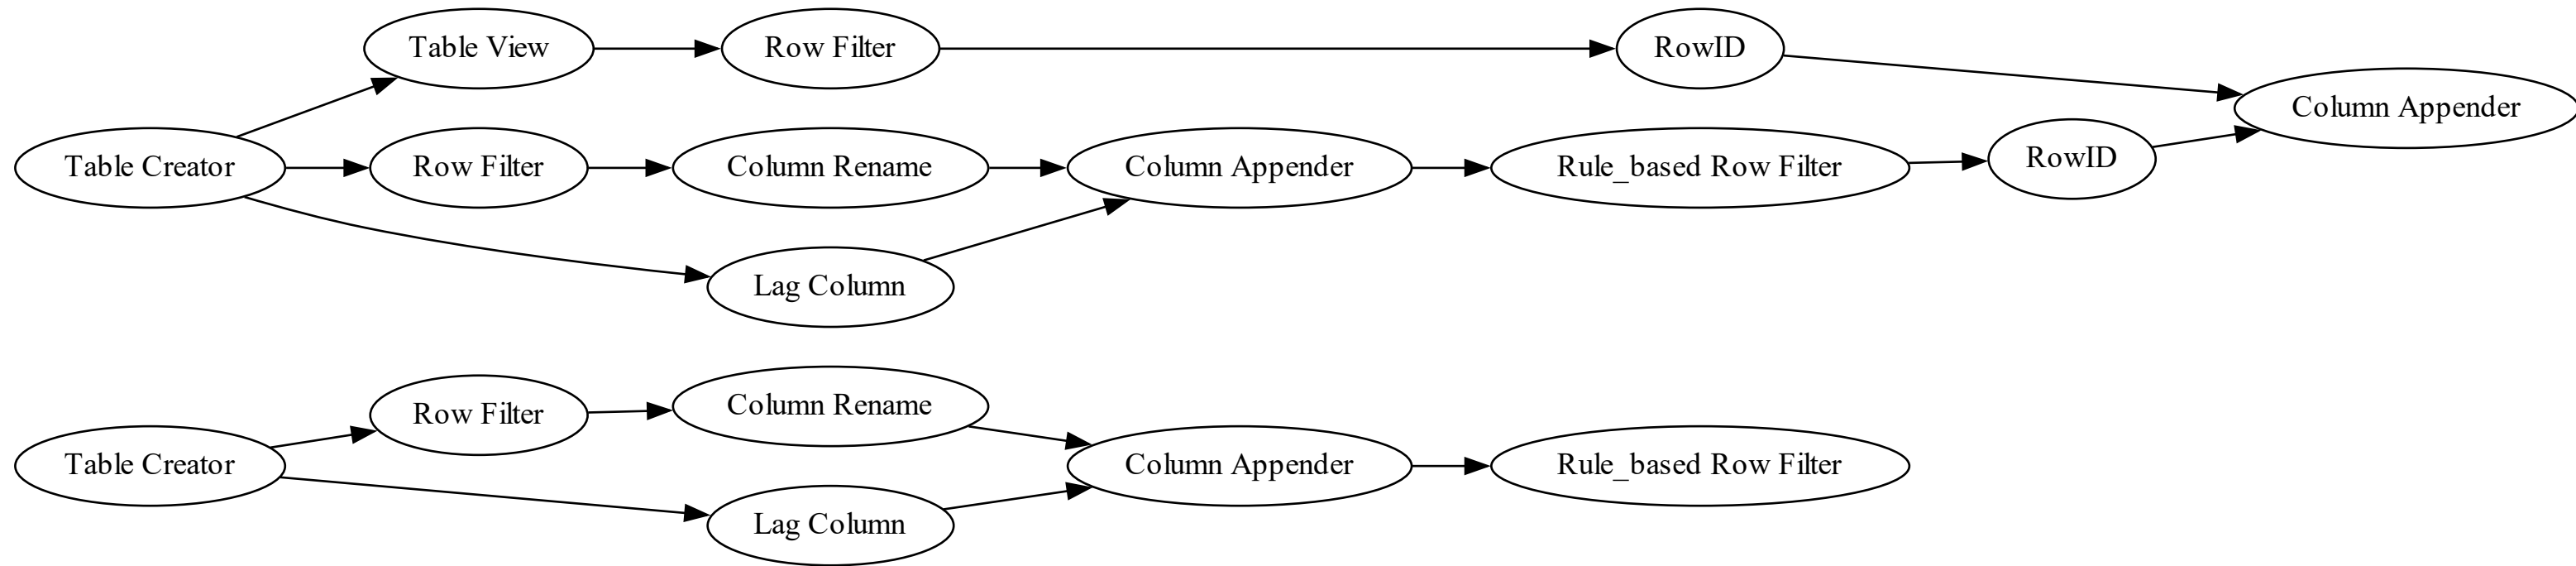 Table View
Row Filter
RowID
Column Appender
Table Creator
Row Filter
Column Rename
Column Appender
Rule_based Row Filter
RowID
Lag Column
Table Creator
Row Filter
Column Rename
Column Appender
Rule_based Row Filter
Lag Column